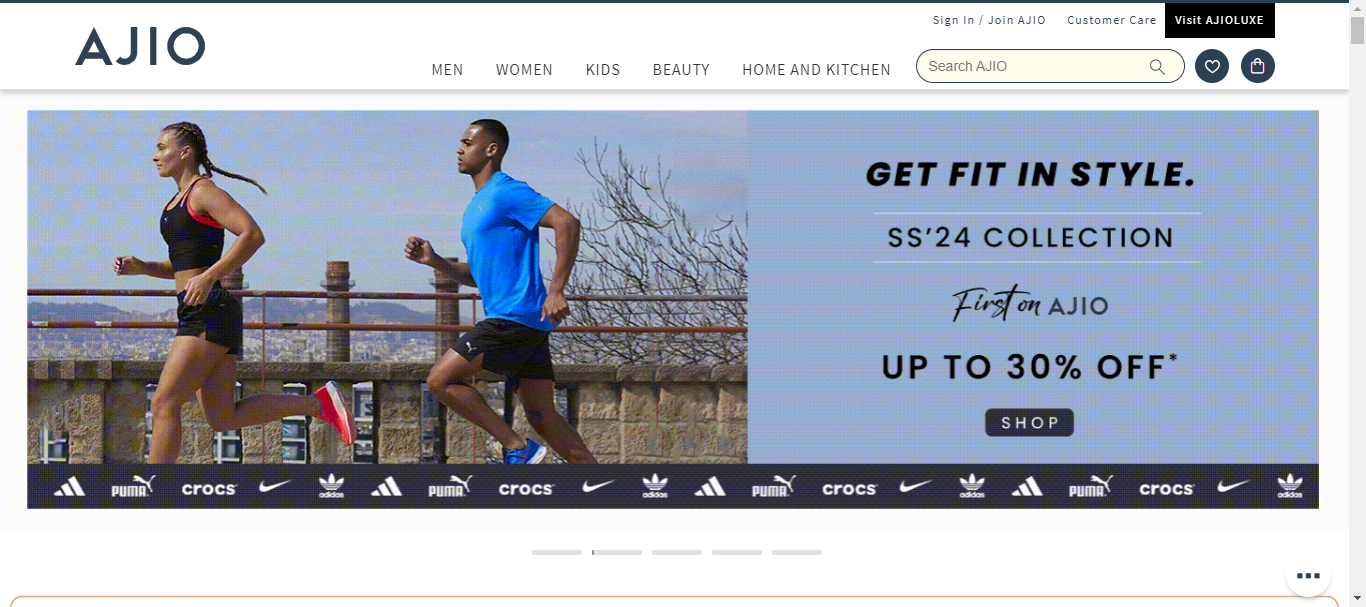 Sign In / Join AJIO Customer Care Visit AJIOLUXE
AJIO
MEN WOMEN KIDS BEAUTY HOME AND KITCHEN Search AJIO
GET FIT IN STYLE.
SS'24 COLLECTION
First on AJIO
UP TO 30% OFF*
SHOP
PUMA crocs adidas PUMA crocs adidas PUMA crocs adidas PUMA crocs adidas